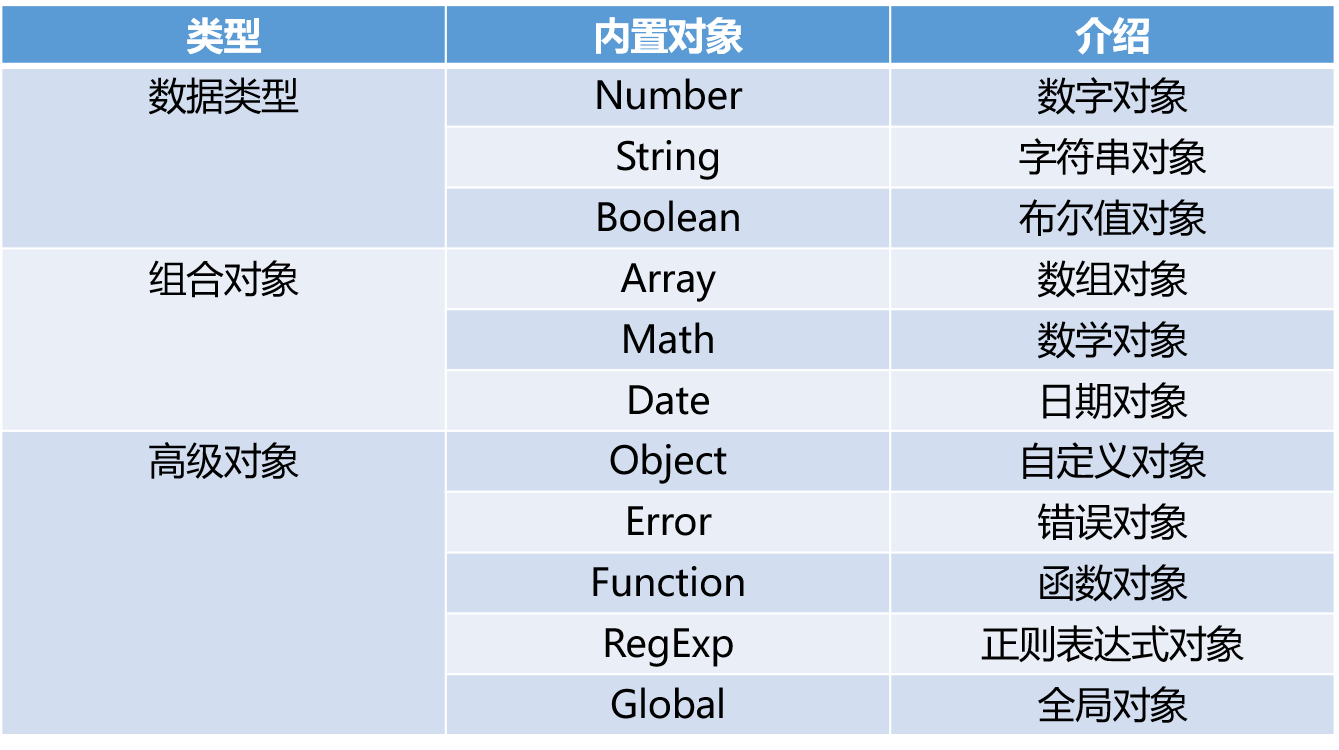 类型 内置对象 介绍
数据类型 Number 数字对象
String 字符串对象
Boolean 布尔值对象
组合对象 Array 数组对象
Math 数学对象
Date 日期对象
高级对象 Object 自定义对象
Error 错误对象
Function 函数对象
RegExp 正则表达式对象
Global 全局对象